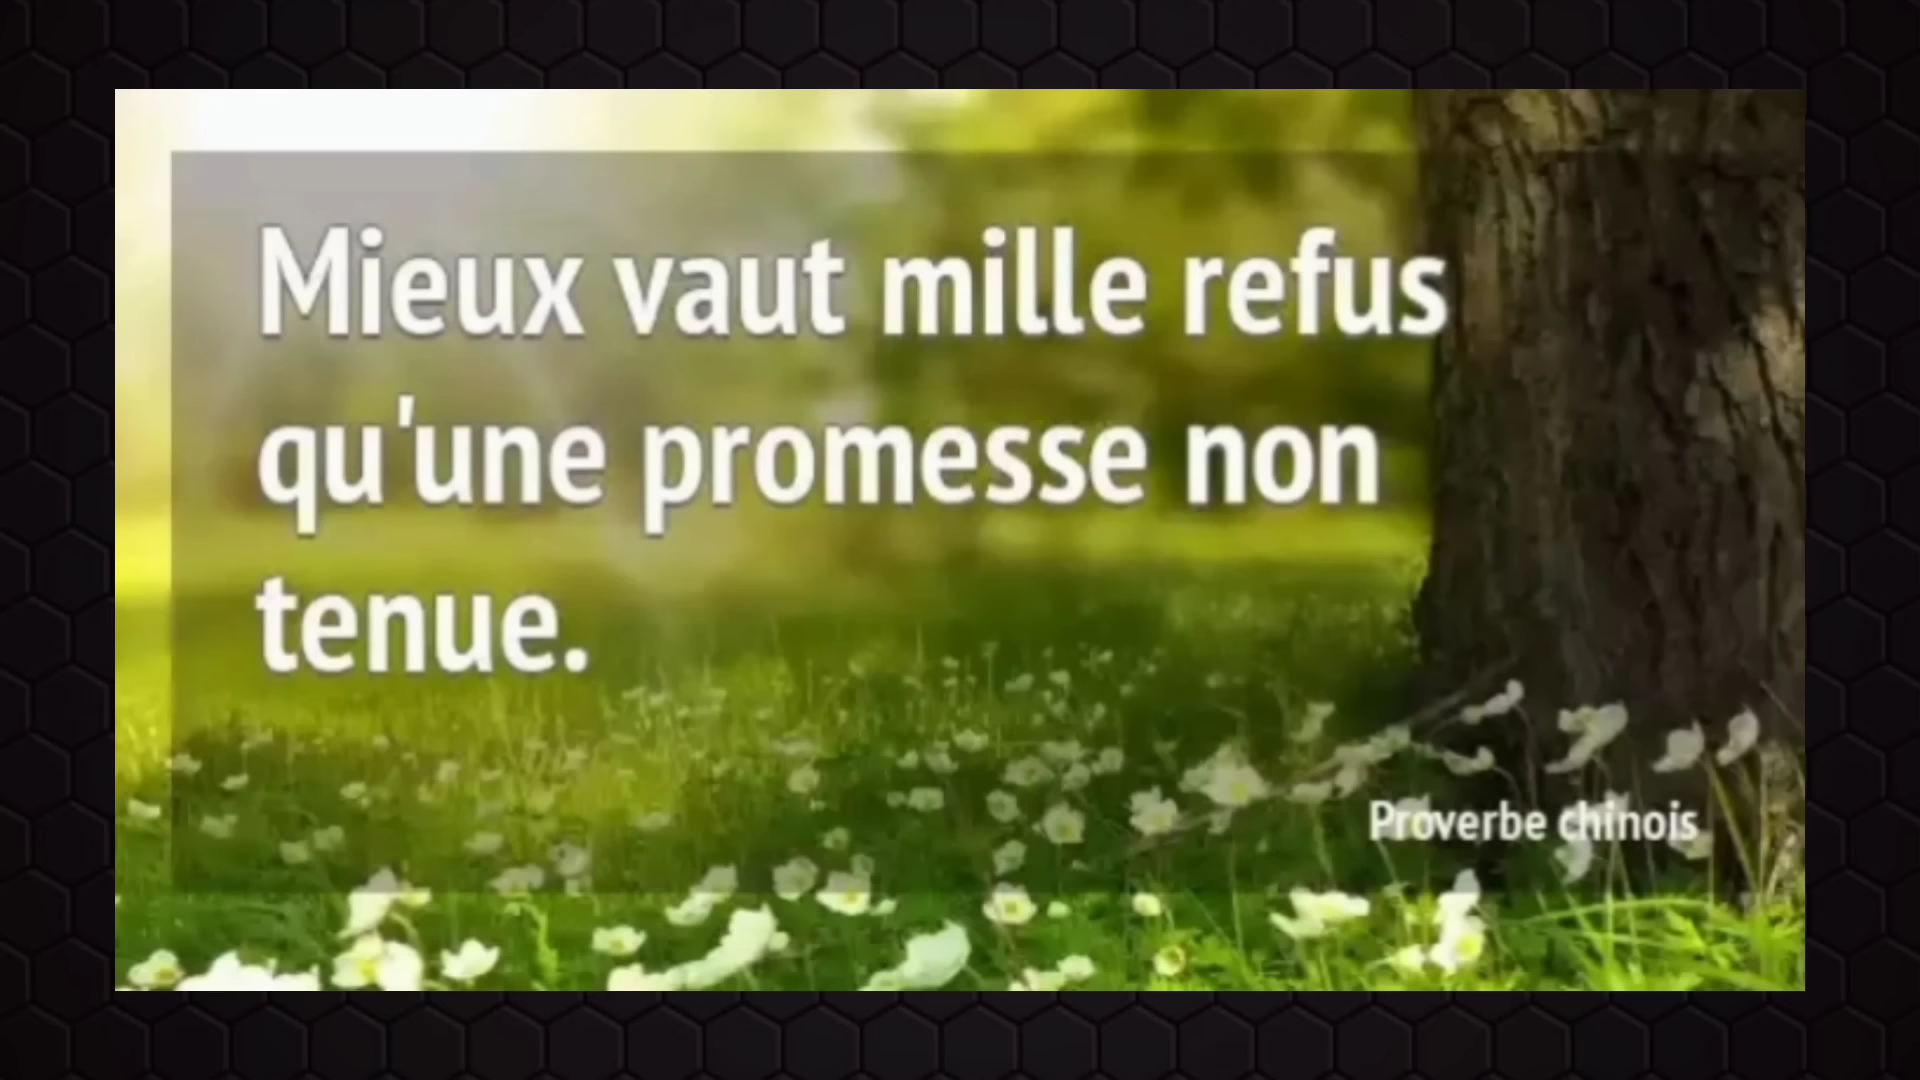 Mieux vaut mille refus
qu'une promesse non
tenue.
Proverbe chinois